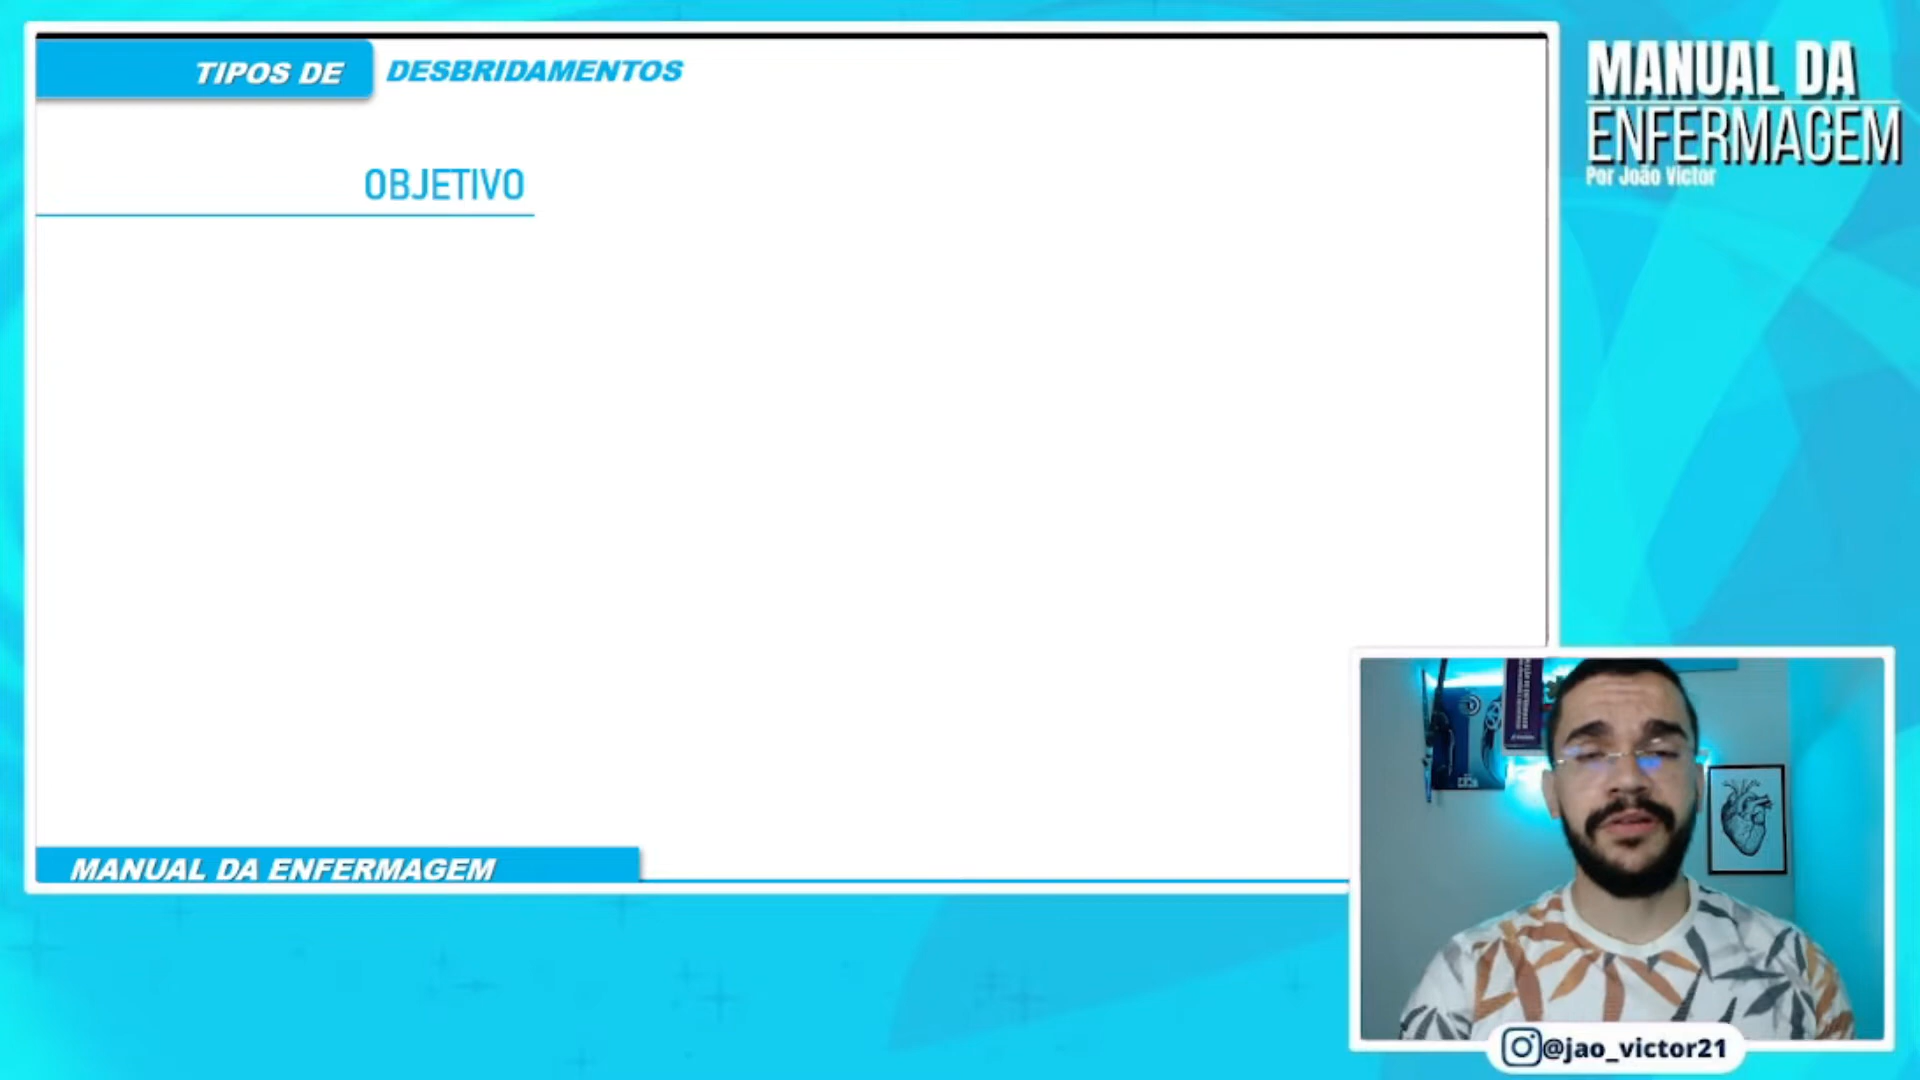 TIPOS DE DESBRIDAMENTOS
OBJETIVO
MANUAL DA ENFERMAGEM
MANUAL DA
ENFERMAGEM
Por João Victor
@jao_victor21